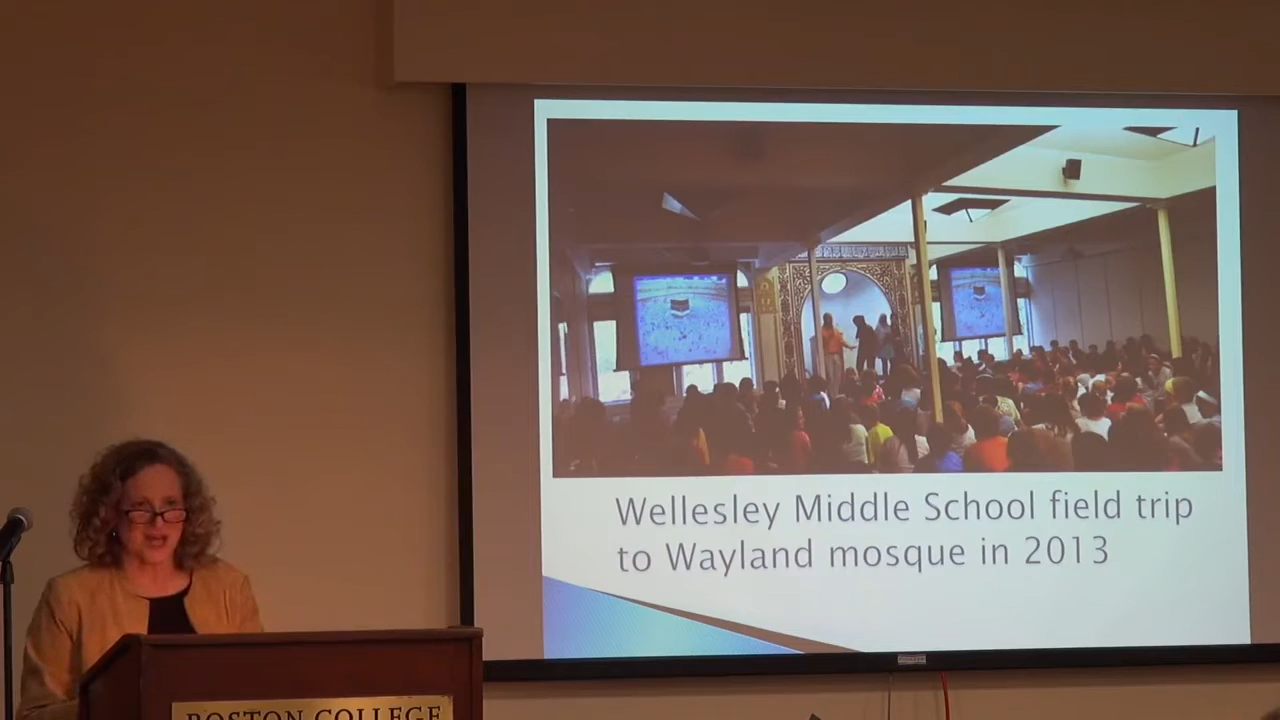 Wellesley Middle School field trip
to Wayland mosque in 2013
BOSTON COLLEGE